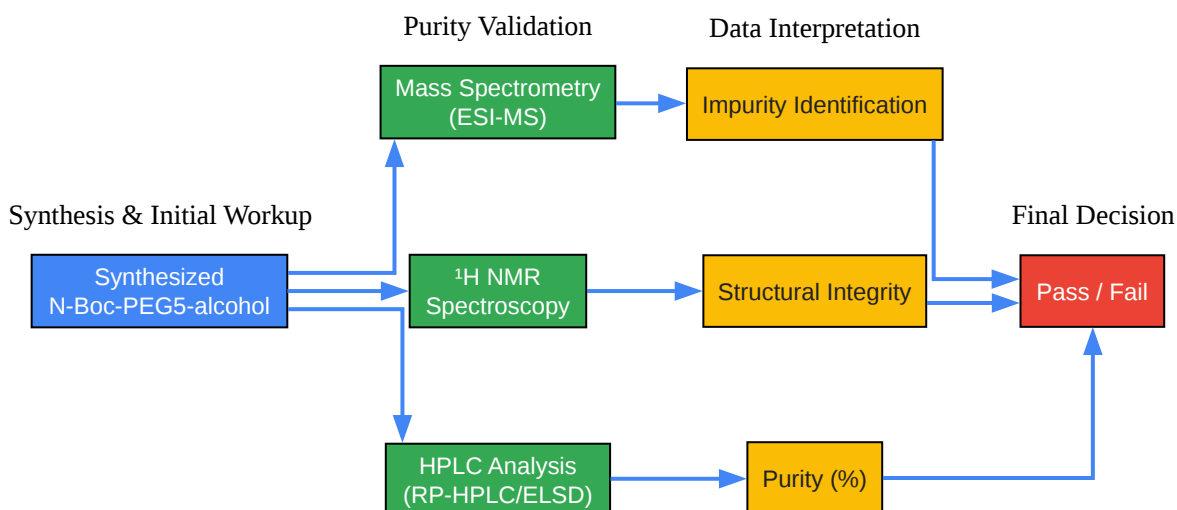 Purity Validation
Data Interpretation
Mass Spectrometry
(ESI-MS)
Impurity Identification
Synthesis & Initial Workup
Final Decision
Synthesized
N-Boc-PEG5-alcohol
¹H NMR
Spectroscopy
Structural Integrity
Pass / Fail
HPLC Analysis
(RP-HPLC/ELSD)
Purity (%)